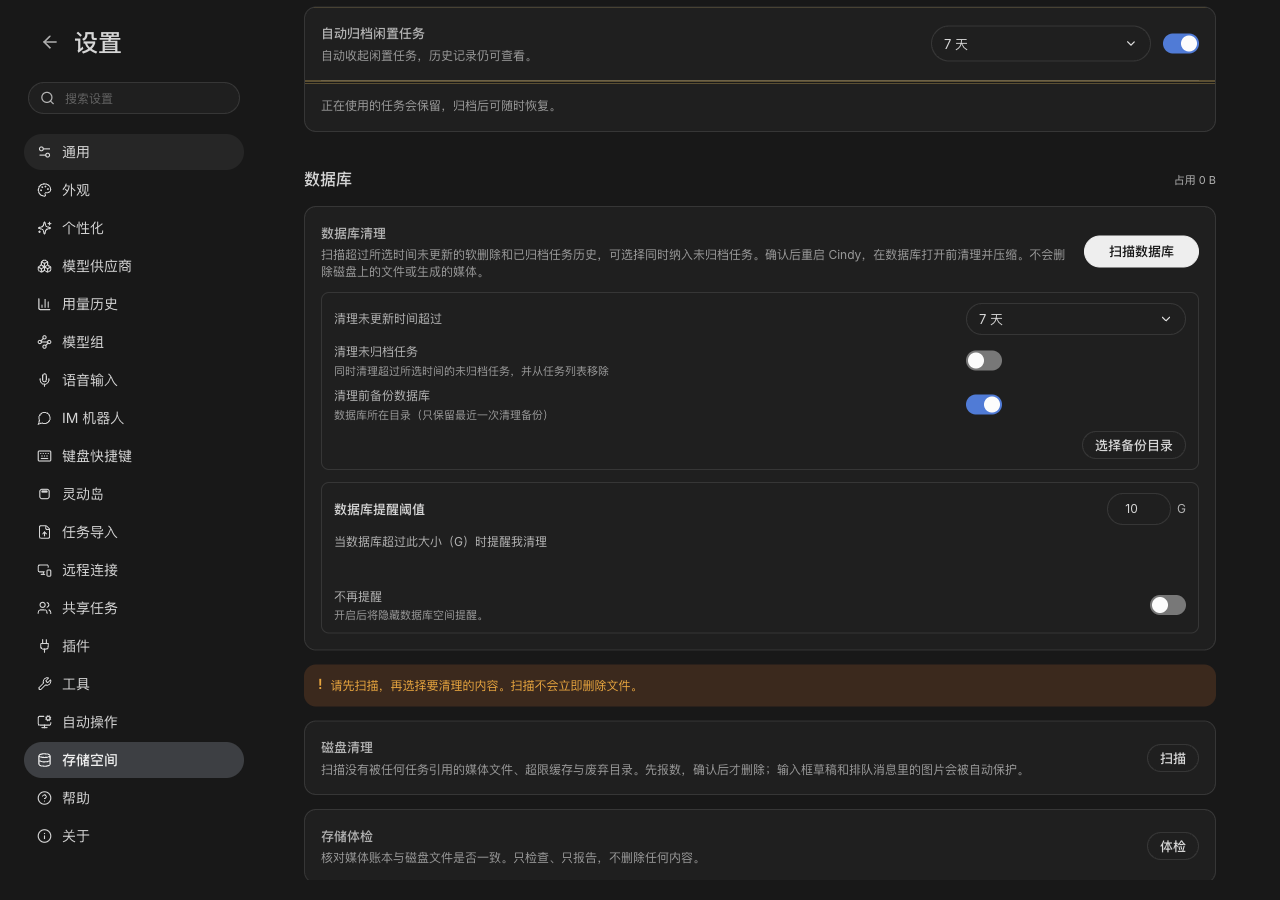 设置
搜索设置
通用
外观
个性化
模型供应商
用量历史
模型组
语音输入
IM 机器人
键盘快捷键
灵动岛
任务导入
远程连接
共享任务
插件
工具
自动操作
存储空间
帮助
关于
自动归档闲置任务
自动收起闲置任务，历史记录仍可查看。
7 天
正在使用的任务会保留，归档后可随时恢复。
数据库
占用 0 B
数据库清理
扫描超过所选时间未更新的软删除和已归档任务历史，可选择同时纳入未归档任务。确认后重启 Cindy，在数据库打开前清理并压缩。不会删
除磁盘上的文件或生成的媒体。
扫描数据库
清理未更新时间超过
7 天
清理未归档任务
同时清理超过所选时间的未归档任务，并从任务列表移除
清理前备份数据库
数据库所在目录（只保留最近一次清理备份）
选择备份目录
数据库提醒阈值
10 G
当数据库超过此大小（G）时提醒我清理
不再提醒
开启后将隐藏数据库空间提醒。
! 请先扫描，再选择要清理的内容。扫描不会立即删除文件。
磁盘清理
扫描没有被任何任务引用的媒体文件、超限缓存与废弃目录。先报数，确认后才删除；输入框草稿和排队消息里的图片会被自动保护。
扫描
存储体检
核对媒体账本与磁盘文件是否一致。只检查、只报告，不删除任何内容。
体检